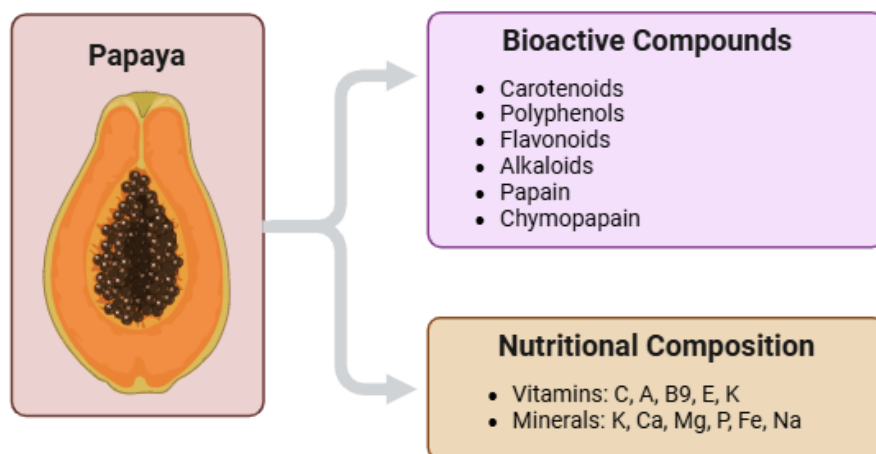 Papaya
Bioactive Compounds
• Carotenoids
• Polyphenols
• Flavonoids
• Alkaloids
• Papain
• Chymopapain
Nutritional Composition
• Vitamins: C, A, B9, E, K
• Minerals: K, Ca, Mg, P, Fe, Na